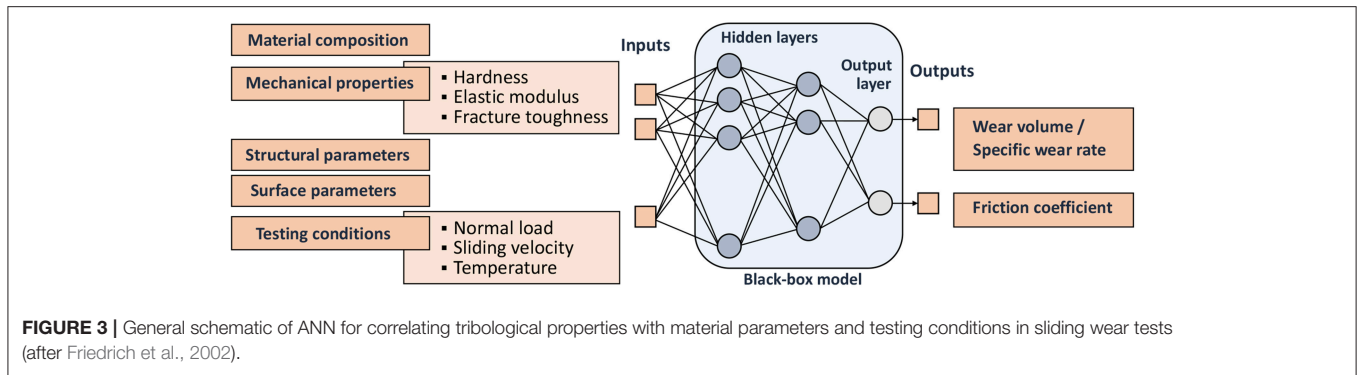 Material composition
Mechanical properties
▪ Hardness
▪ Elastic modulus
▪ Fracture toughness
Structural parameters
Surface parameters
Testing conditions
▪ Normal load
▪ Sliding velocity
▪ Temperature
Inputs
Hidden layers
Output
layer
Outputs
Black-box model
Wear volume /
Specific wear rate
Friction coefficient
FIGURE 3 | General schematic of ANN for correlating tribological properties with material parameters and testing conditions in sliding wear tests
(after Friedrich et al., 2002).